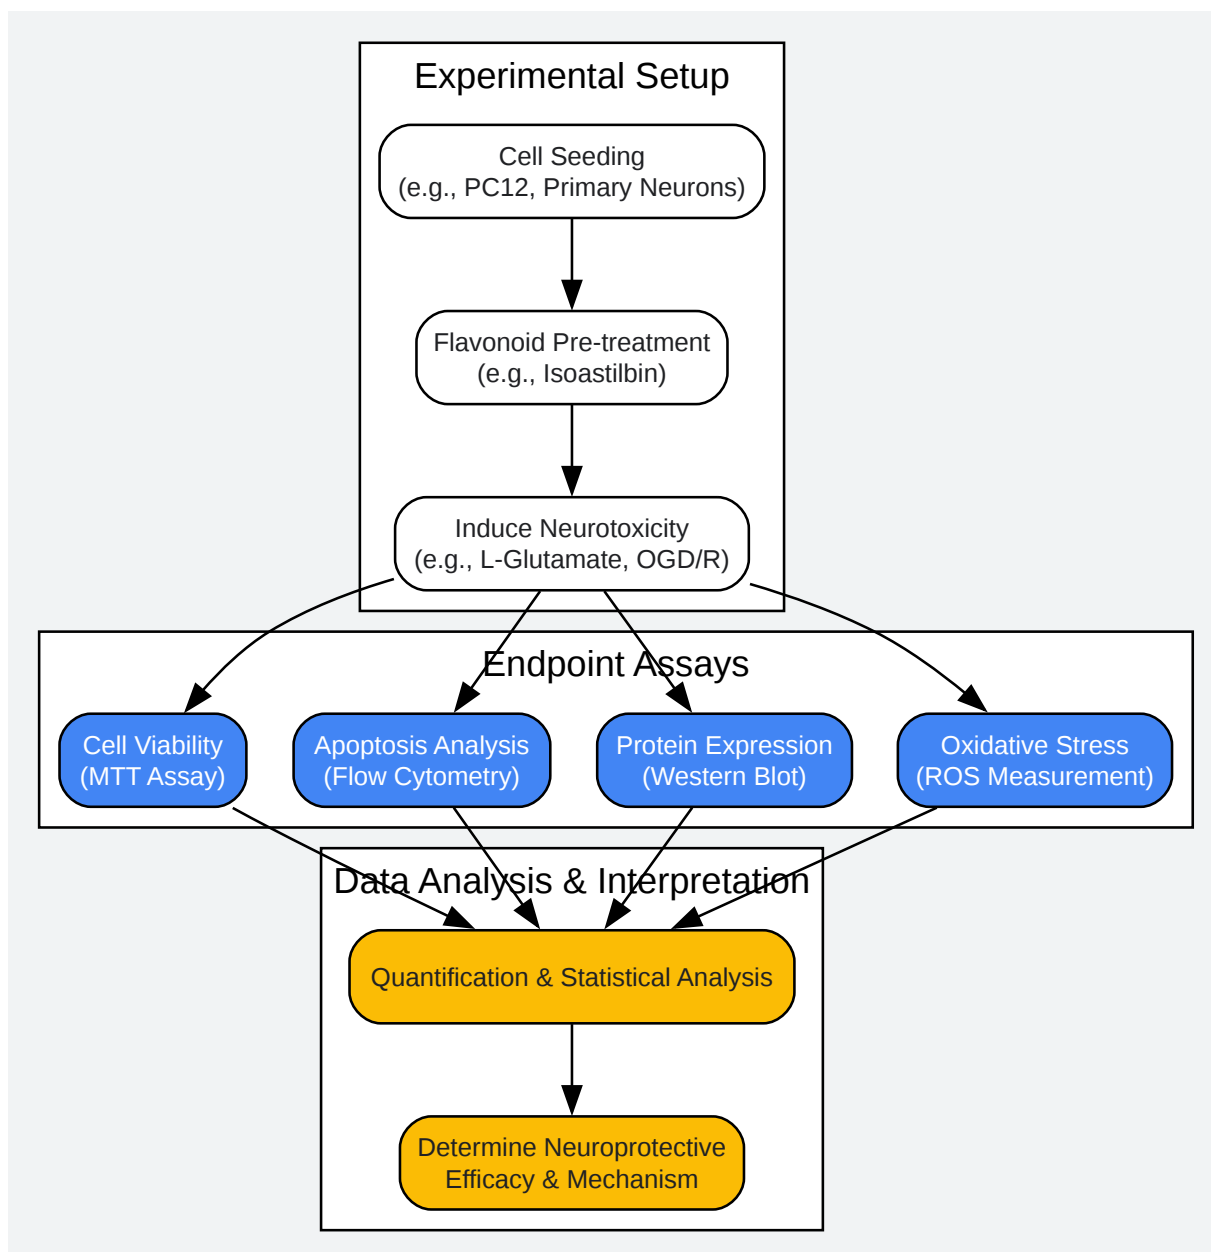 Experimental Setup
Cell Seeding
(e.g., PC12, Primary Neurons)
Flavonoid Pre-treatment
(e.g., Isoastilbin)
Induce Neurotoxicity
(e.g., L-Glutamate, OGD/R)
Endpoint Assays
Cell Viability
(MTT Assay)
Apoptosis Analysis
(Flow Cytometry)
Protein Expression
(Western Blot)
Oxidative Stress
(ROS Measurement)
Data Analysis & Interpretation
Quantification & Statistical Analysis
Determine Neuroprotective
Efficacy & Mechanism